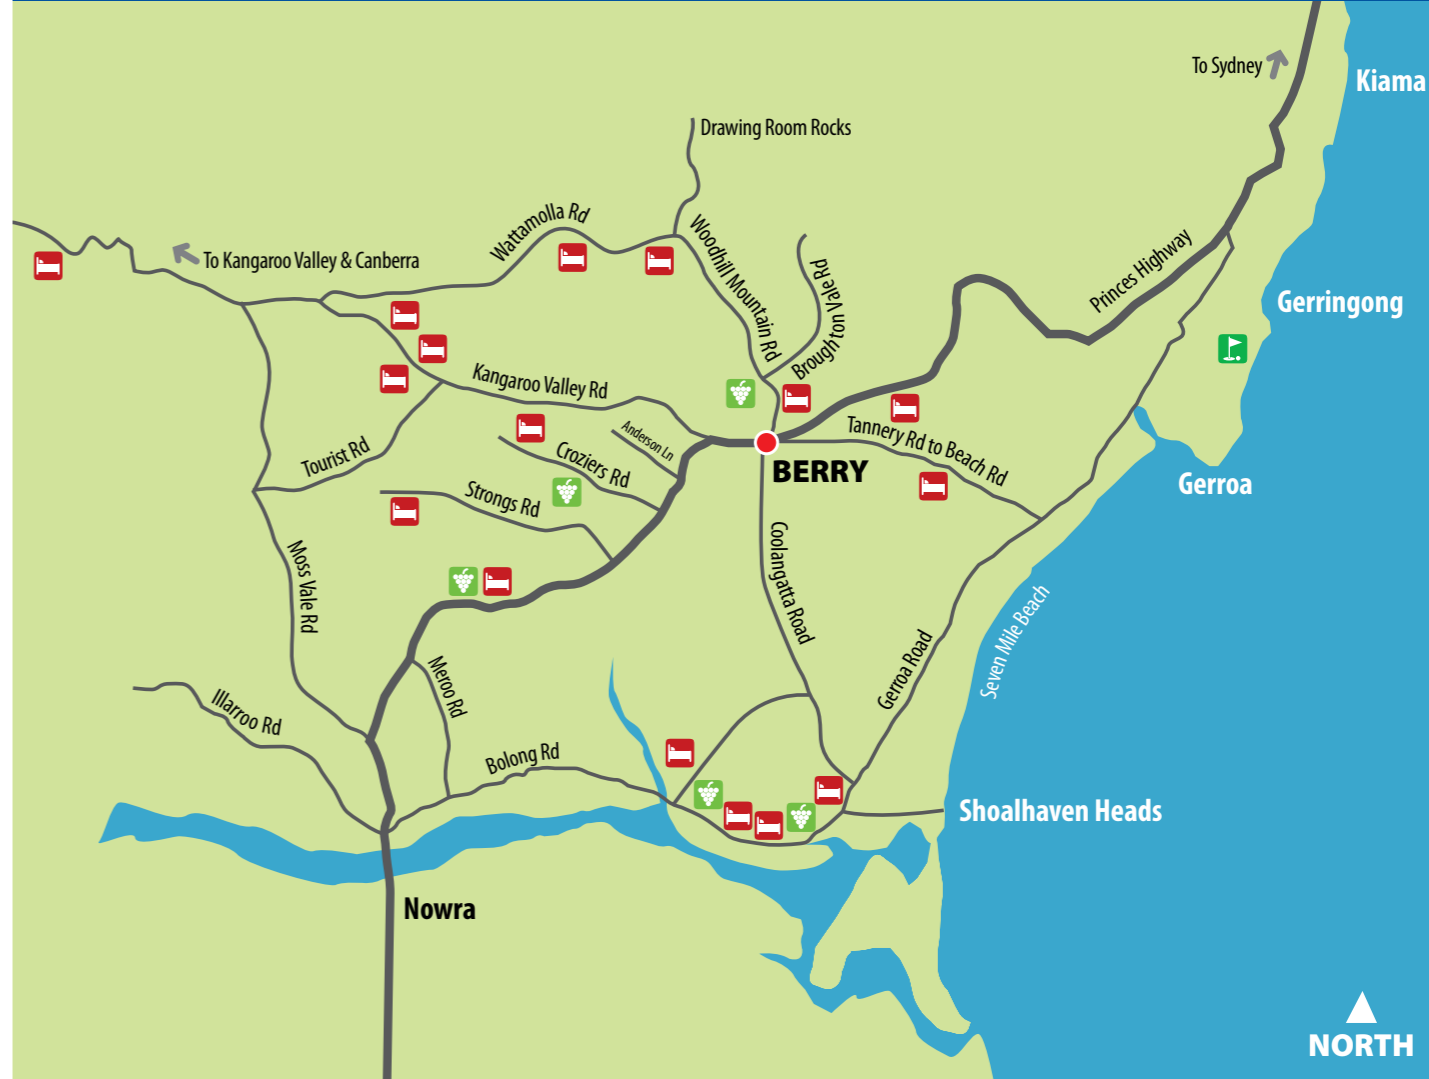 To Sydney
Kiama
Drawing Room Rocks
Wattamolla Rd
Woodhill Mountain Rd
To Kangaroo Valley & Canberra
Broughton Vale Rd
Princes Highway
Gerringong
Kangaroo Valley Rd
Anderson Ln
Tannery Rd to Beach Rd
Tourist Rd
Croziers Rd
BERRY
Gerroa
Strongs Rd
Moss Vale Rd
Coolangatta Road
Seven Mile Beach
Gerroa Road
Meroo Rd
Illarroo Rd
Bolong Rd
Shoalhaven Heads
Nowra
NORTH